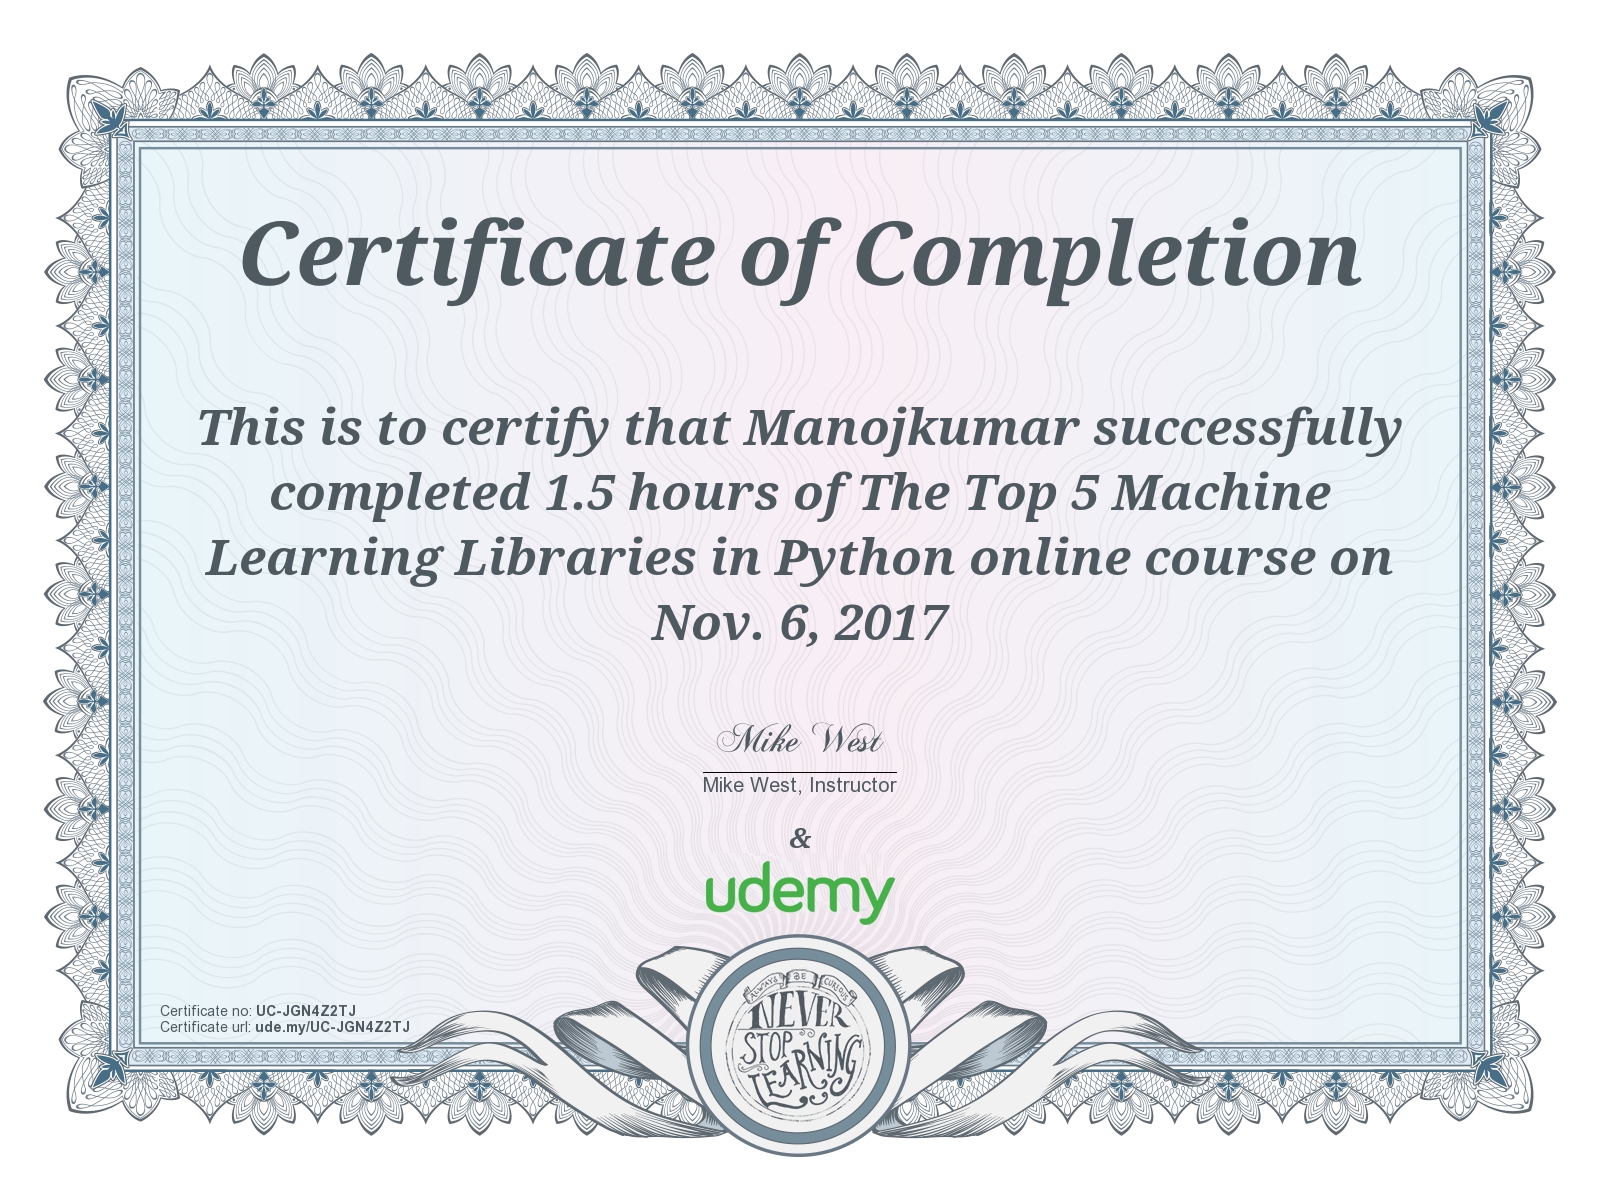 Certificate of Completion
This is to certify that Manojkumar successfully
completed 1.5 hours of The Top 5 Machine
Learning Libraries in Python online course on
Nov. 6, 2017
Mike West
Mike West, Instructor
&
udemy
Certificate no: UC-JGN4Z2TJ
Certificate url: ude.my/UC-JGN4Z2TJ
ALWAYS BE CURIOUS
NEVER
STOP
LEARNING